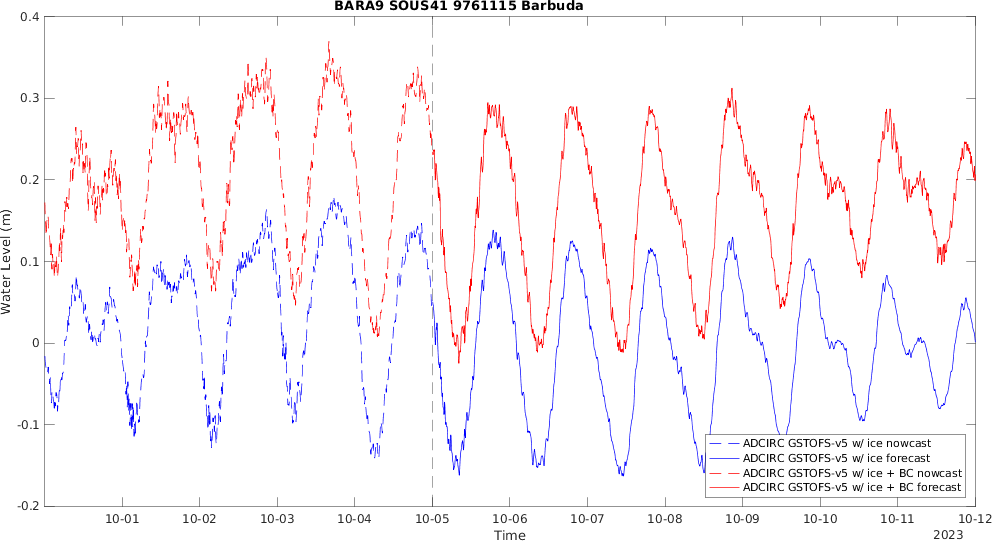 BARA9 SOUS41 9761115 Barbuda
Water Level (m)
0.4
0.3
0.2
0.1
0
-0.1
-0.2
ADCIRC GSTOFS-v5 w/ ice nowcast
ADCIRC GSTOFS-v5 w/ ice forecast
ADCIRC GSTOFS-v5 w/ ice + BC nowcast
ADCIRC GSTOFS-v5 w/ ice + BC forecast
10-01 10-02 10-03 10-04 10-05 10-06 10-07 10-08 10-09 10-10 10-11 10-12
Time
2023